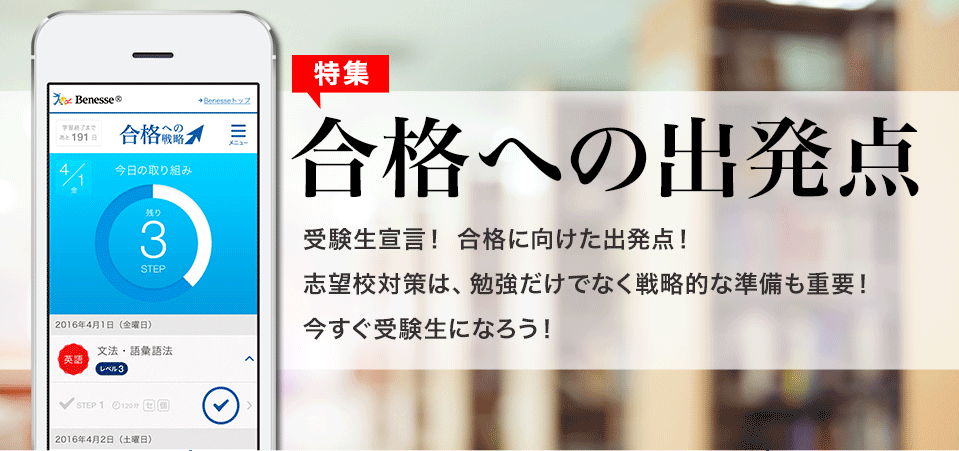 Benesse®
→Benesseトップ
学習終了まで
あと191日
合格への戦略
メニュー
4/1
金
今日の取り組み
残り
3
STEP
2016年4月1日（金曜日）
英語
文法・語彙語法
レベル3
STEP 1
120分
セ
個
2016年4月2日（土曜日）
特集
合格への出発点
受験生宣言！ 合格に向けた出発点！
志望校対策は、勉強だけでなく戦略的な準備も重要！
今すぐ受験生になろう！